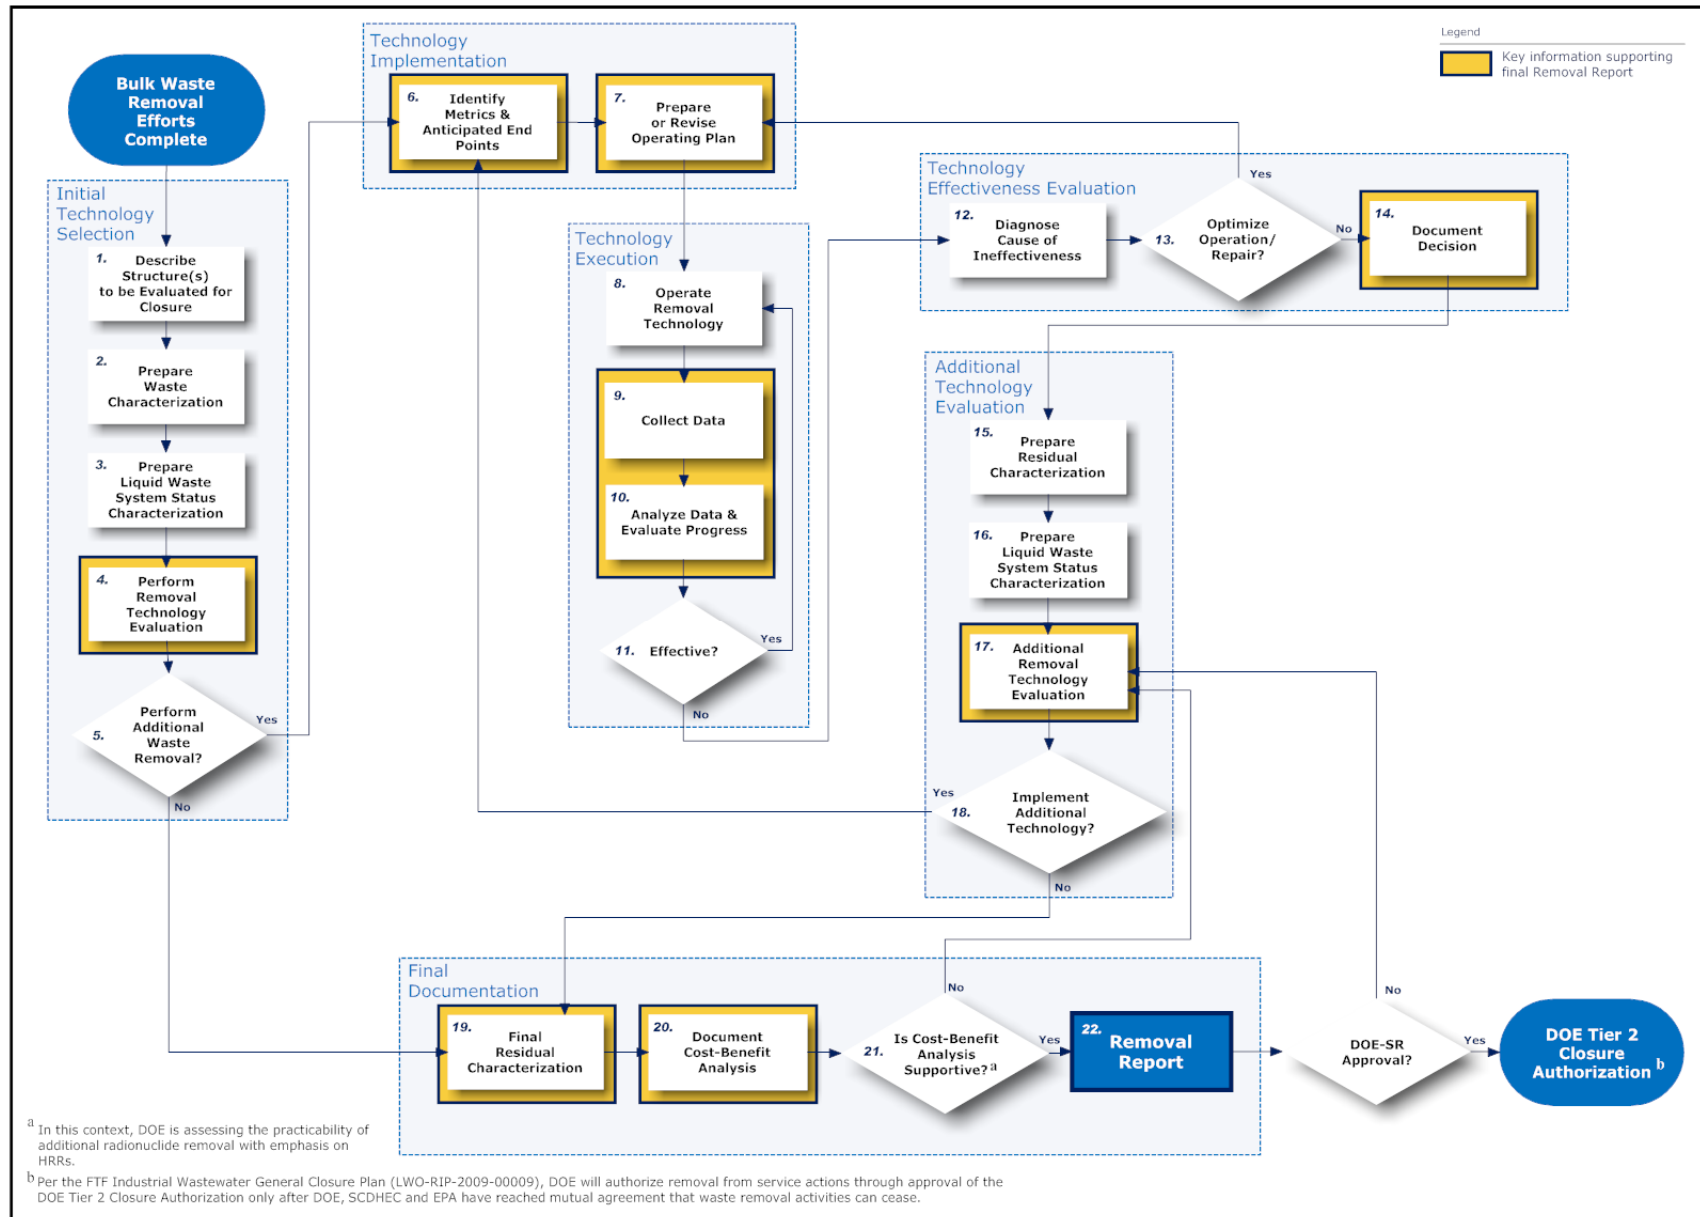 Legend
Key information supporting
final Removal Report
Bulk Waste
Removal
Efforts
Complete
Initial
Technology
Selection
1. Describe
Structure(s)
to be Evaluated for
Closure
2. Prepare
Waste
Characterization
3. Prepare
Liquid Waste
System Status
Characterization
4. Perform
Removal
Technology
Evaluation
5. Perform
Additional
Waste
Removal?
Yes
No
Technology
Implementation
6. Identify
Metrics &
Anticipated End
Points
7. Prepare
or Revise
Operating Plan
Technology
Execution
8. Operate
Removal
Technology
9.
Collect Data
10.
Analyze Data &
Evaluate Progress
11. Effective?
Yes
No
Technology
Effectiveness Evaluation
12. Diagnose
Cause of
Ineffectiveness
Yes
Optimize
13. Operation/
Repair?
No
14. Document
Decision
Additional
Technology
Evaluation
15. Prepare
Residual
Characterization
16. Prepare
Liquid Waste
System Status
Characterization
17. Additional
Removal
Technology
Evaluation
Yes
Implement
18. Additional
Technology?
No
Final
Documentation
19. Final
Residual
Characterization
20. Document
Cost-Benefit
Analysis
No
Is Cost-Benefit
21. Analysis
Supportive?a
Yes
22. Removal
Report
No
DOE-SR
Approval?
Yes
DOE Tier 2
Closure
Authorization b
a In this context, DOE is assessing the practicability of
additional radionuclide removal with emphasis on
HRRs.
b Per the FTF Industrial Wastewater General Closure Plan (LWO-RIP-2009-00009), DOE will authorize removal from service actions through approval of the
DOE Tier 2 Closure Authorization only after DOE, SCDHEC and EPA have reached mutual agreement that waste removal activities can cease.